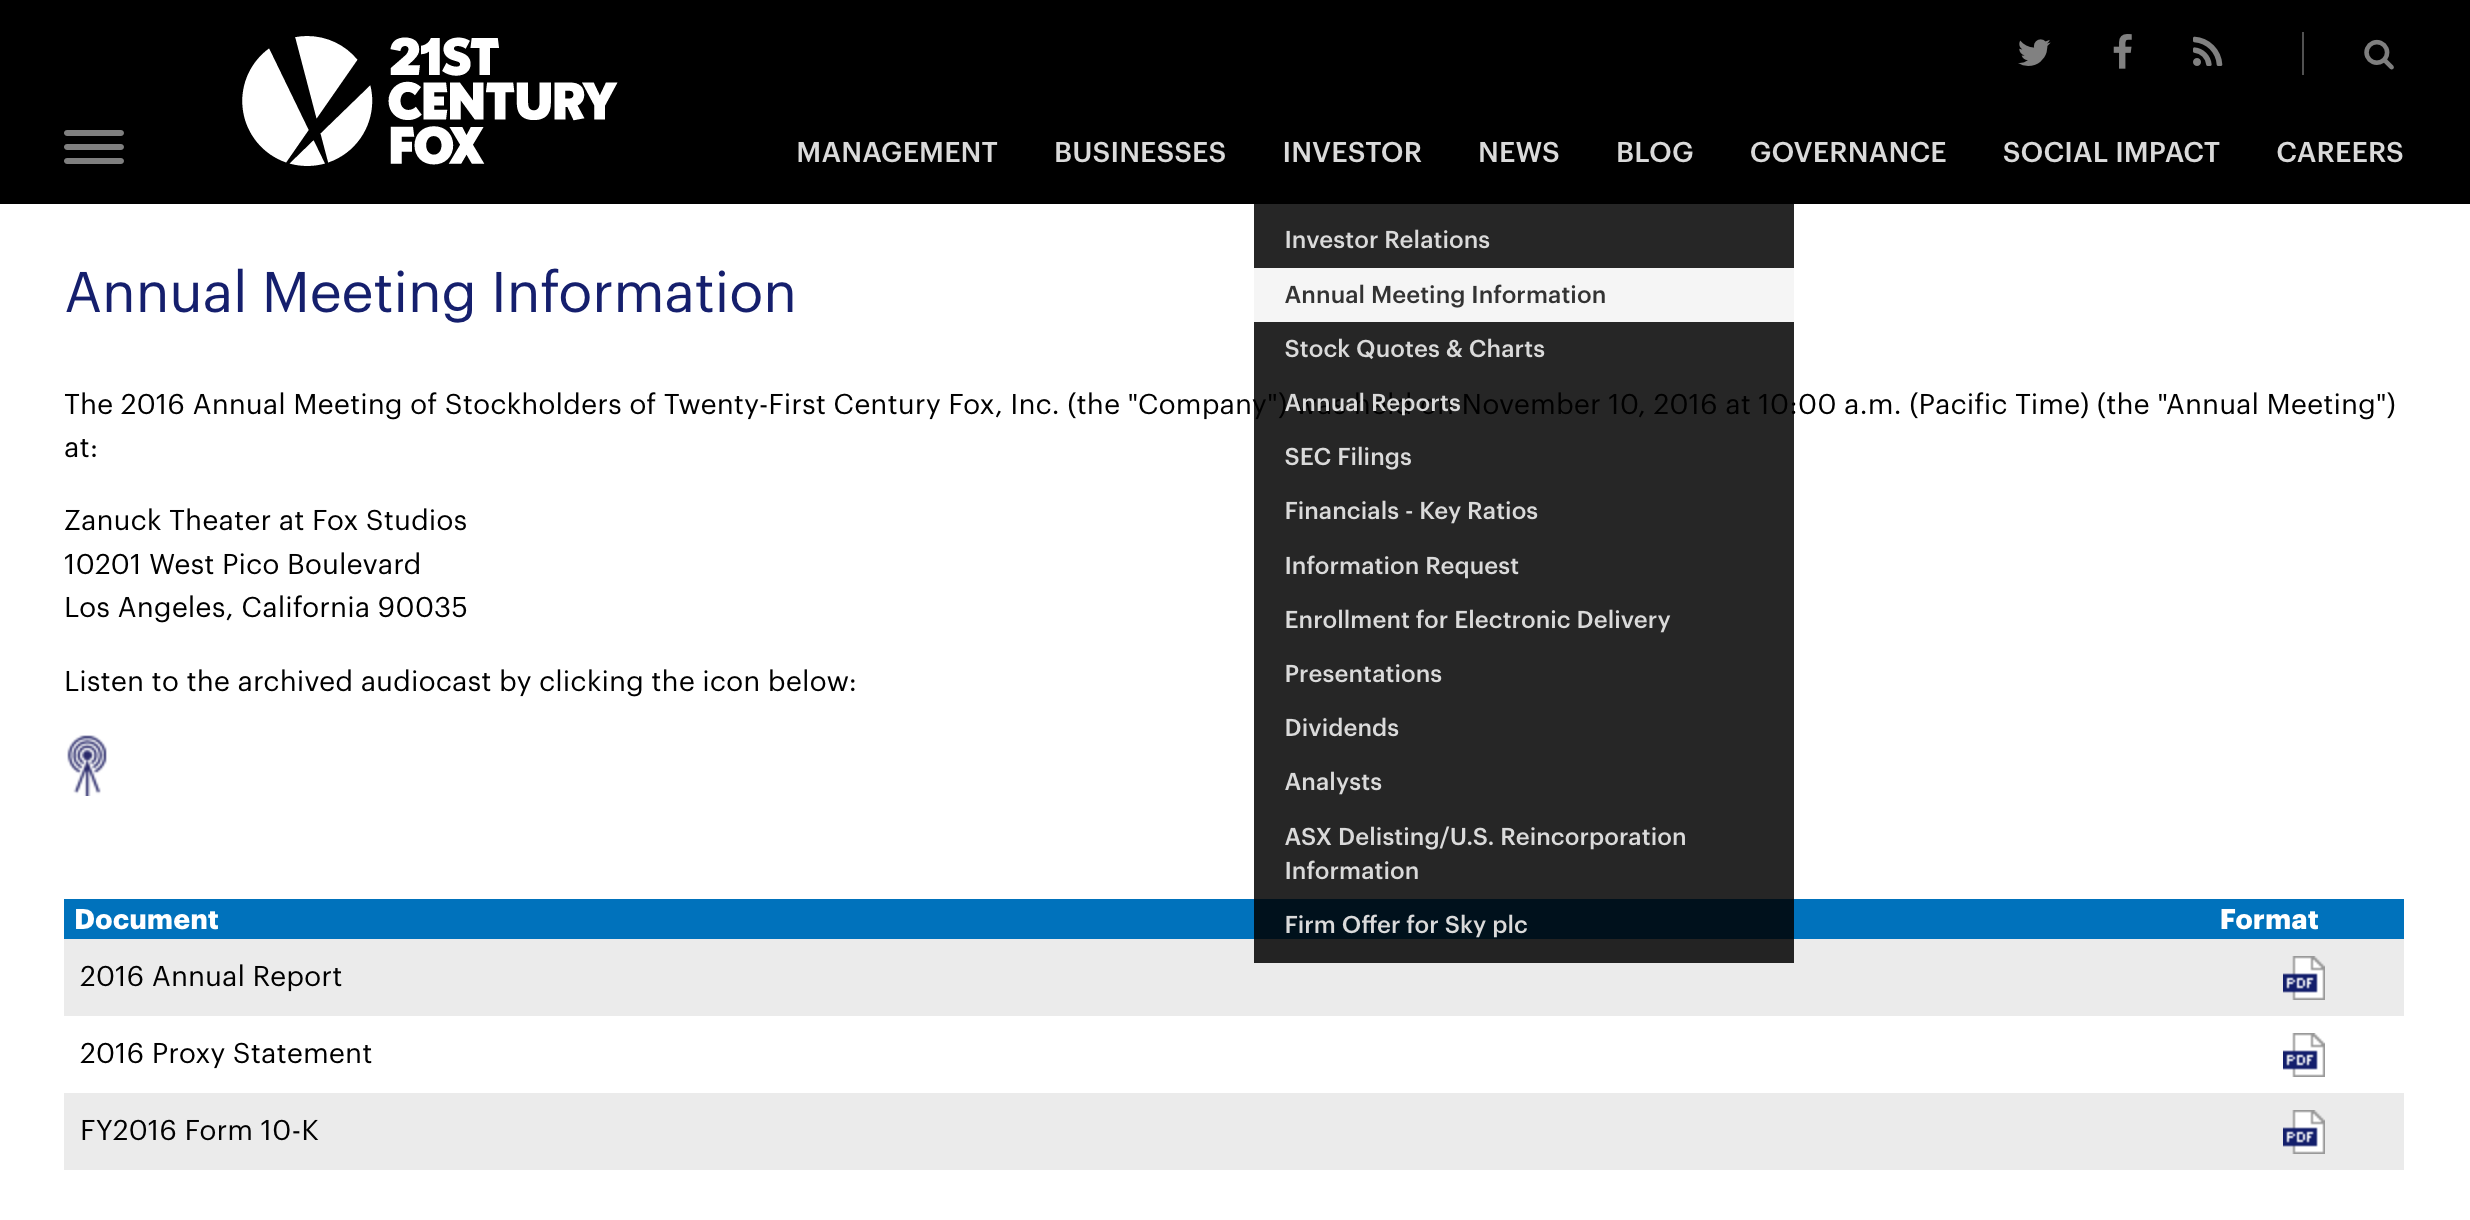 21ST
CENTURY
FOX
MANAGEMENT BUSINESSES INVESTOR NEWS BLOG GOVERNANCE SOCIAL IMPACT CAREERS
Investor Relations
Annual Meeting Information
Stock Quotes & Charts
Annual Reports
SEC Filings
Financials - Key Ratios
Information Request
Enrollment for Electronic Delivery
Presentations
Dividends
Analysts
ASX Delisting/U.S. Reincorporation
Information
Firm Offer for Sky plc
Annual Meeting Information
The 2016 Annual Meeting of Stockholders of Twenty-First Century Fox, Inc. (the "Company") November 10, 2016 at 10:00 a.m. (Pacific Time) (the "Annual Meeting")
at:
Zanuck Theater at Fox Studios
10201 West Pico Boulevard
Los Angeles, California 90035
Listen to the archived audiocast by clicking the icon below:
Document Format
2016 Annual Report PDF
2016 Proxy Statement PDF
FY2016 Form 10-K PDF